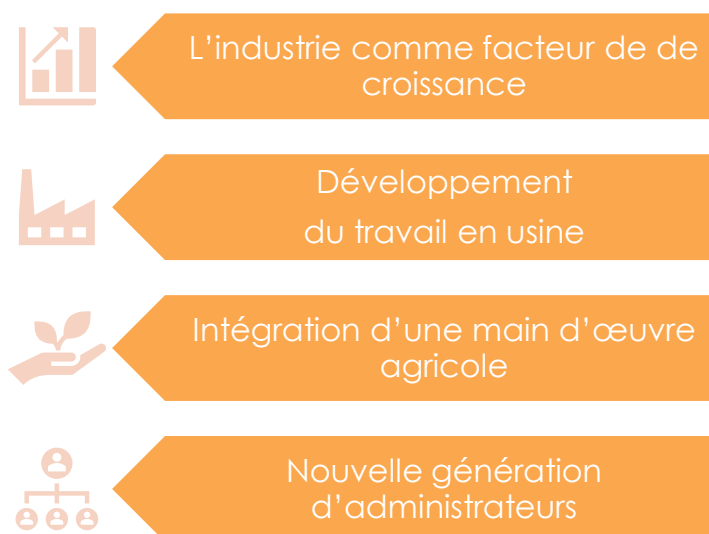 L’industrie comme facteur de de
croissance
Développement
du travail en usine
Intégration d’une main d’œuvre
agricole
Nouvelle génération
d’administrateurs